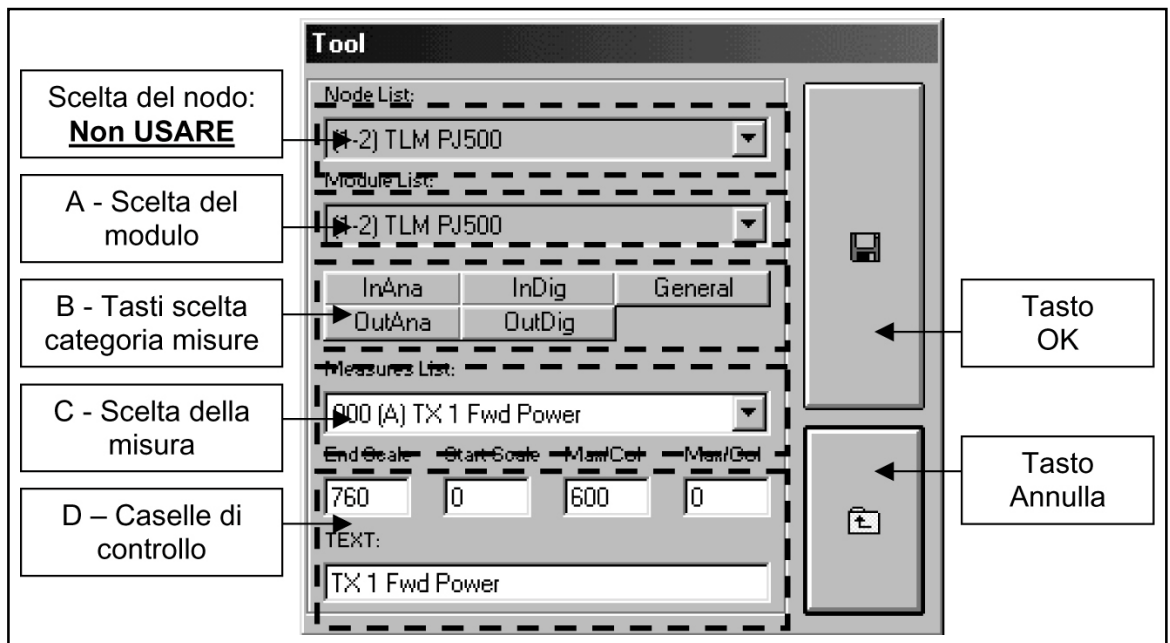 Tool
Scelta del nodo:
Non USARE
Node List:
(1-2) TLM PJ500
A - Scelta del
modulo
Module List:
(1-2) TLM PJ500
B - Tasti scelta
categoria misure
InAna InDig General
OutAna OutDig
Tasto
OK
C - Scelta della
misura
Measures List:
000 (A) TX 1 Fwd Power
End Scale Start Scale Max/Col Max/Col
760 0 600 0
D – Caselle di
controllo
TEXT:
TX 1 Fwd Power
Tasto
Annulla